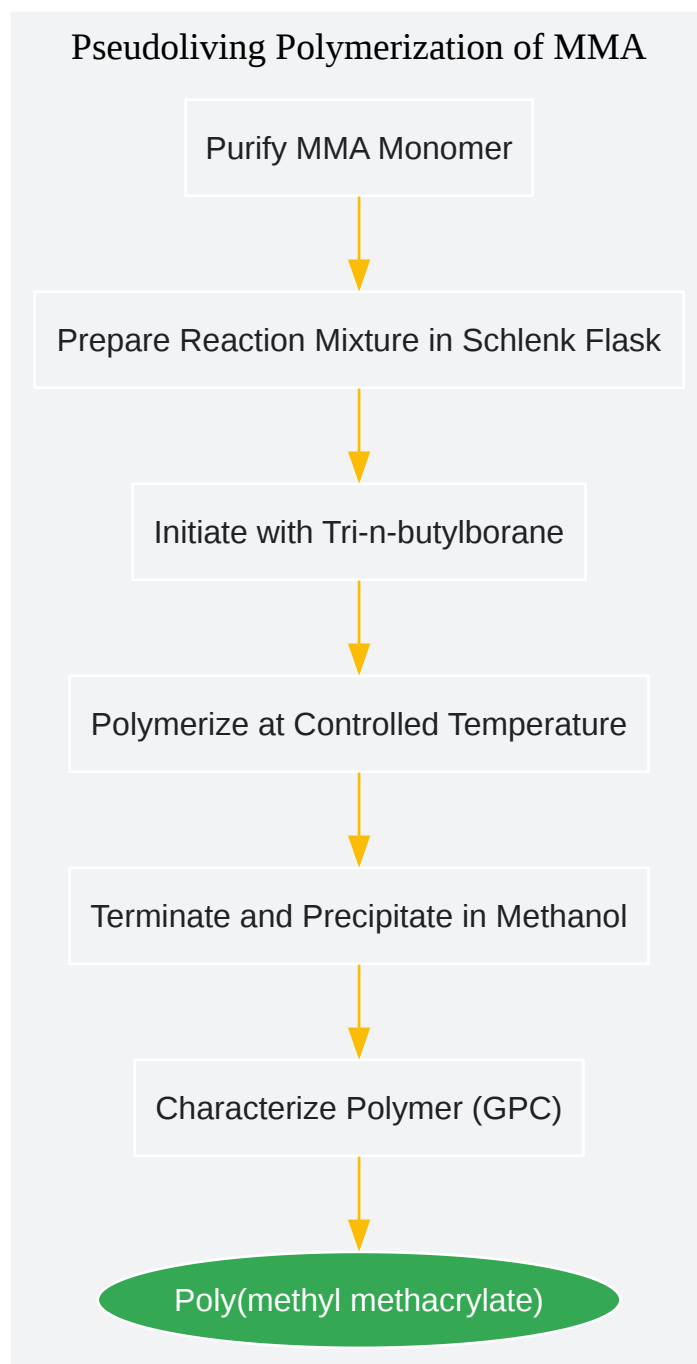 Pseudoliving Polymerization of MMA
Purify MMA Monomer
Prepare Reaction Mixture in Schlenk Flask
Initiate with Tri-n-butylborane
Polymerize at Controlled Temperature
Terminate and Precipitate in Methanol
Characterize Polymer (GPC)
Poly(methyl methacrylate)